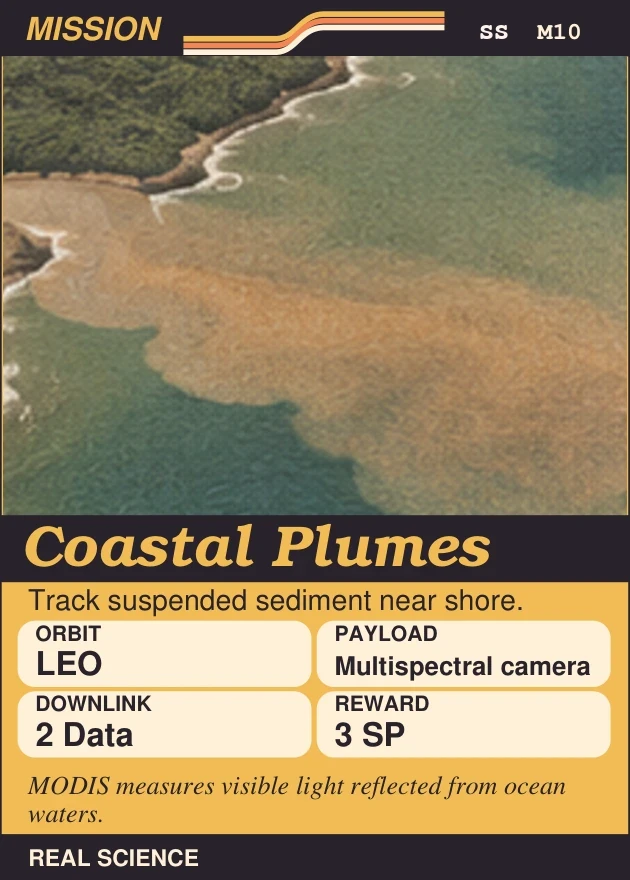 MISSION
SS M10
Coastal Plumes
Track suspended sediment near shore.
ORBIT
LEO
PAYLOAD
Multispectral camera
DOWNLINK
2 Data
REWARD
3 SP
MODIS measures visible light reflected from ocean
waters.
REAL SCIENCE